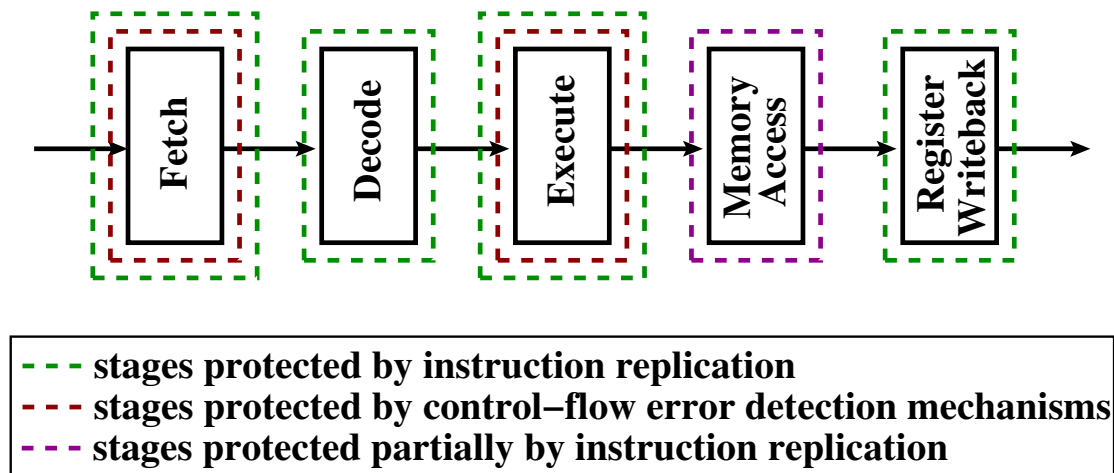 Fetch
Decode
Execute
Memory
Access
Register
Writeback
stages protected by instruction replication
stages protected by control−flow error detection mechanisms
stages protected partially by instruction replication